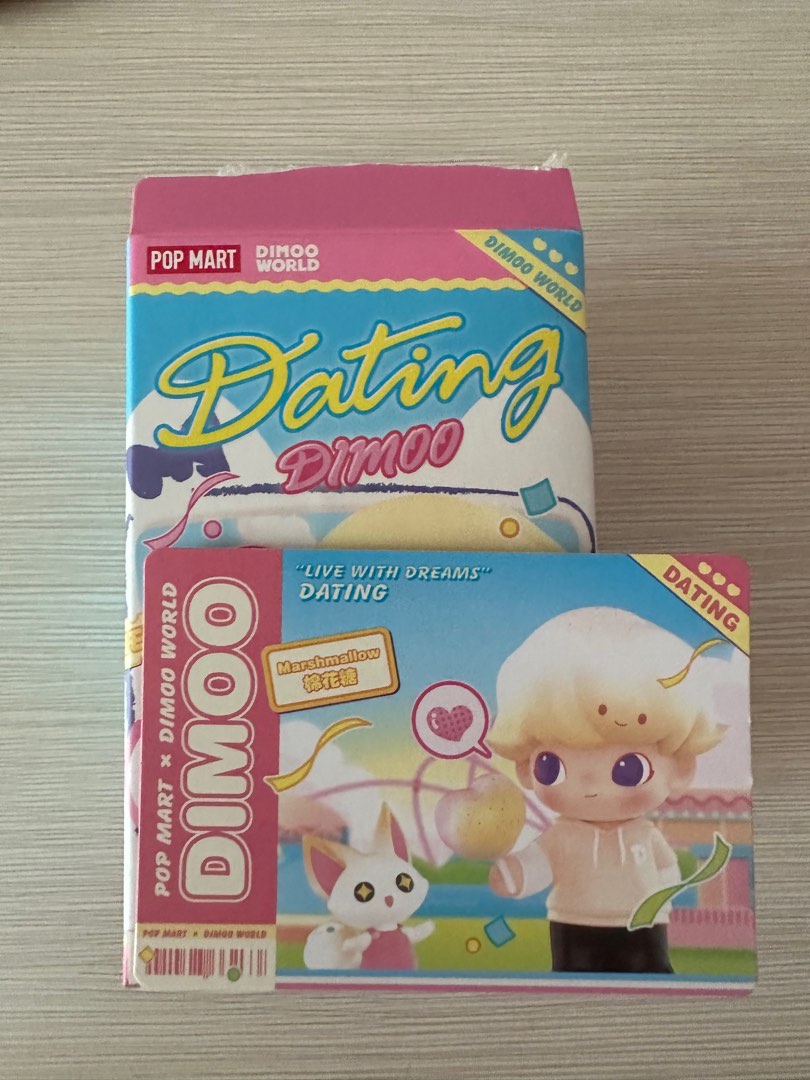 POP MART
DIMOO
WORLD
DIMOO WORLD
Dating
DIMOO
POP MART × DIMOO WORLD
DIMOO
"LIVE WITH DREAMS"
DATING
DATING
Marshmallow
棉花糖
POP MART × DIMOO WORLD